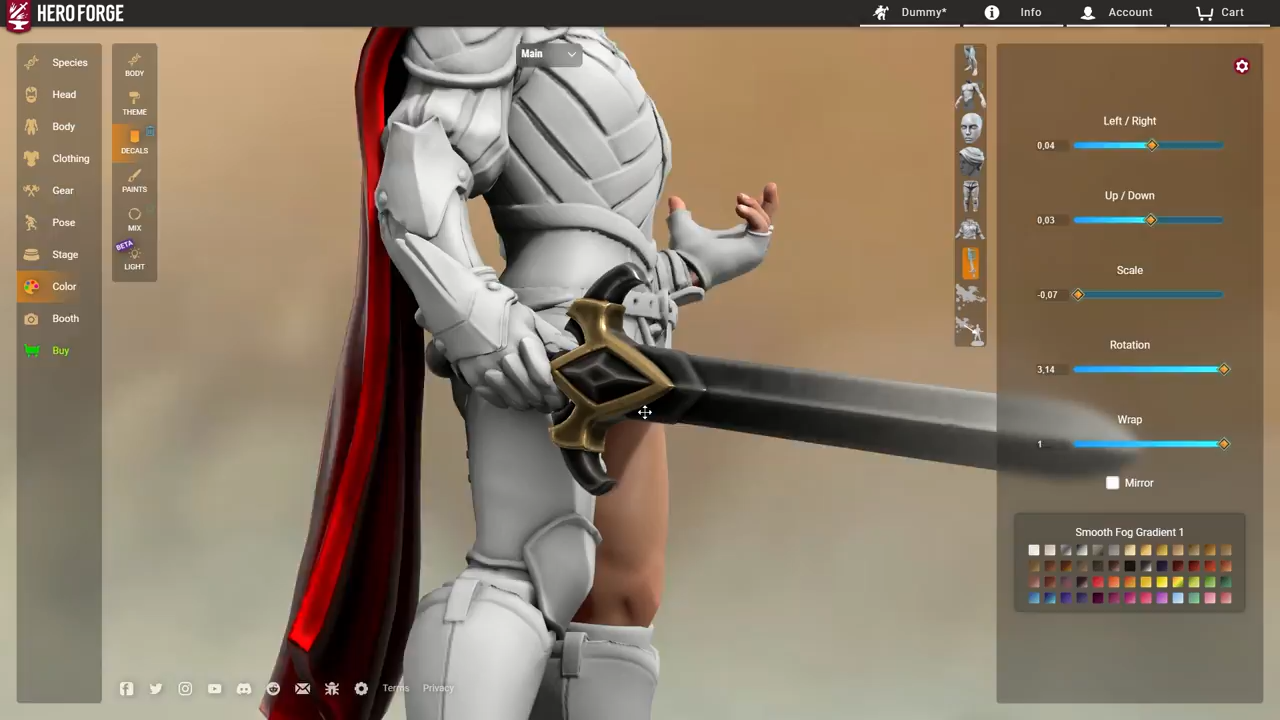 HERO FORGE
Dummy*
Info
Account
Cart
Species
Head
Body
Clothing
Gear
Pose
Stage
Color
Booth
Buy
BODY
THEME
DECALS
PAINTS
MIX
BETA
LIGHT
Main
Left / Right
0,04
Up / Down
0,03
Scale
-0,07
Rotation
3,14
Wrap
1
Mirror
Smooth Fog Gradient 1
Terms
Privacy